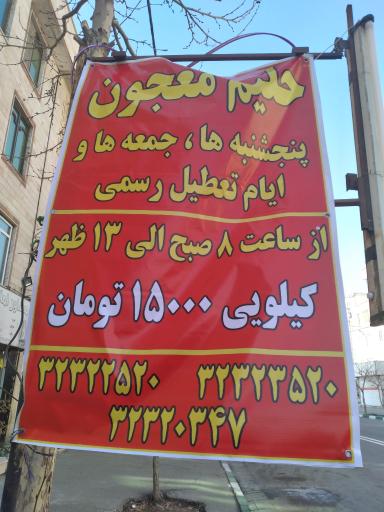 حلیم معجون
پنجشنبه ها، جمعه ها و
ایام تعطیل رسمی
از ساعت ۸ صبح الی ۱۳ ظهر
کیلویی ۱۵۰۰۰ تومان
۳۲۳۲۲۵۲۰ ۳۲۳۲۳۵۲۰
۳۲۳۲۰۳۴۷